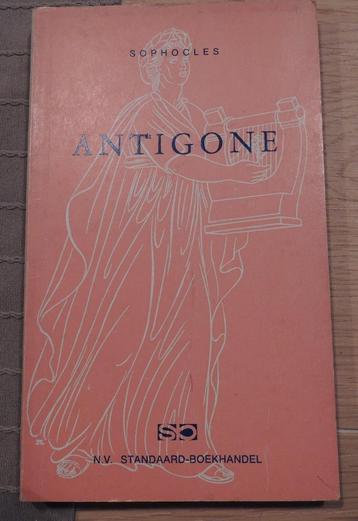 SOPHOCLES
ANTIGONE
N.V. STANDAARD-BOEKHANDEL